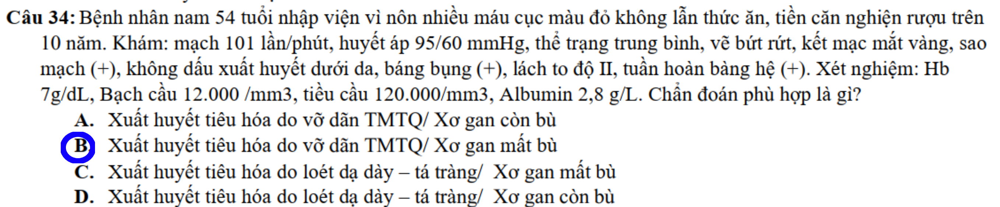 Câu 34: Bệnh nhân nam 54 tuổi nhập viện vì nôn nhiều máu cục màu đỏ không lẫn thức ăn, tiền căn nghiện rượu trên
10 năm. Khám: mạch 101 lần/phút, huyết áp 95/60 mmHg, thể trạng trung bình, vẽ bứt rứt, kết mạc mắt vàng, sao
mạch (+), không dấu xuất huyết dưới da, báng bụng (+), lách to độ II, tuần hoàn bàng hệ (+). Xét nghiệm: Hb
7g/dL, Bạch cầu 12.000 /mm3, tiều cầu 120.000/mm3, Albumin 2,8 g/L. Chẩn đoán phù hợp là gì?
A. Xuất huyết tiêu hóa do vỡ dãn TMTQ/ Xơ gan còn bù
B. Xuất huyết tiêu hóa do vỡ dãn TMTQ/ Xơ gan mất bù
C. Xuất huyết tiêu hóa do loét dạ dày – tá tràng/ Xơ gan mất bù
D. Xuất huyết tiêu hóa do loét dạ dày – tá tràng/ Xơ gan còn bù